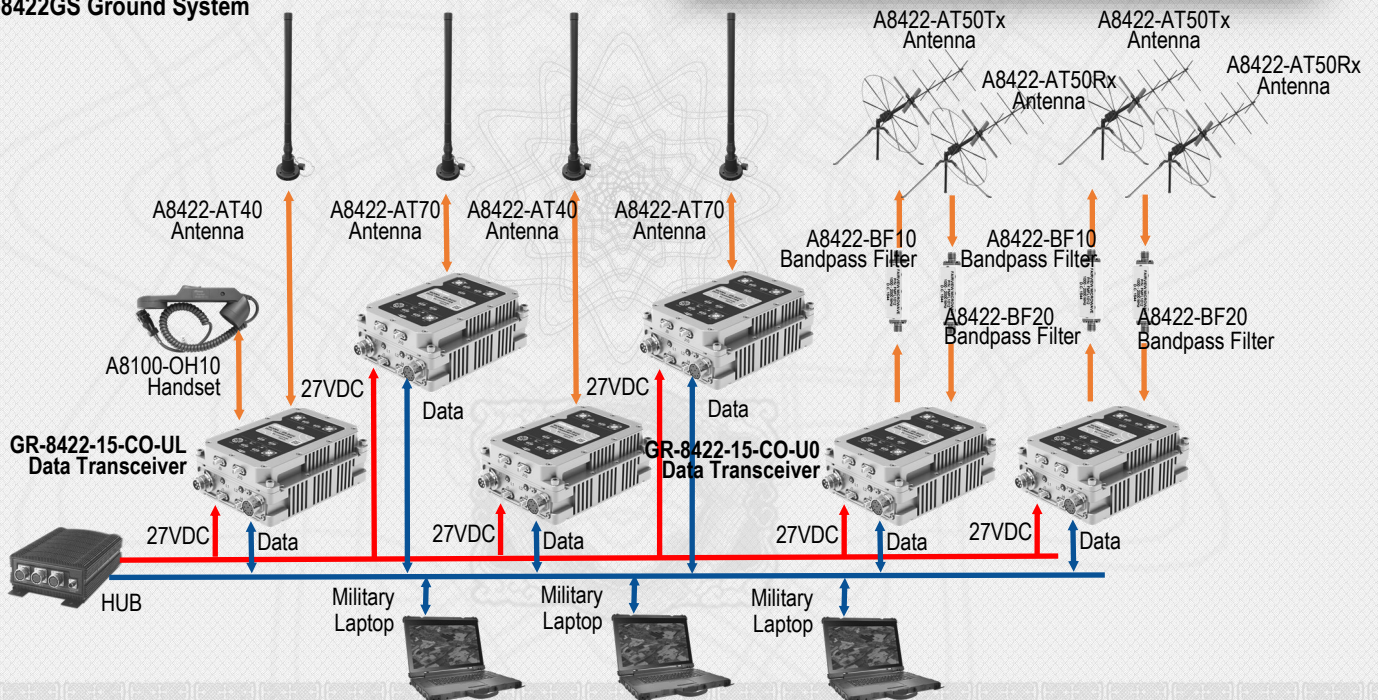 8422GS Ground System
A8422-AT50Tx
Antenna
A8422-AT50Tx
Antenna
A8422-AT50Rx
Antenna
A8422-AT50Rx
Antenna
A8422-AT40
Antenna
A8422-AT70
Antenna
A8422-AT40
Antenna
A8422-AT70
Antenna
A8422-BF10
Bandpass Filter
A8422-BF10
Bandpass Filter
A8422-BF20
Bandpass Filter
A8422-BF20
Bandpass Filter
A8100-OH10
Handset
27VDC
Data
27VDC
Data
GR-8422-15-CO-UL
Data Transceiver
GR-8422-15-CO-U0
Data Transceiver
27VDC
Data
27VDC
Data
27VDC
Data
27VDC
Data
HUB
Military
Laptop
Military
Laptop
Military
Laptop